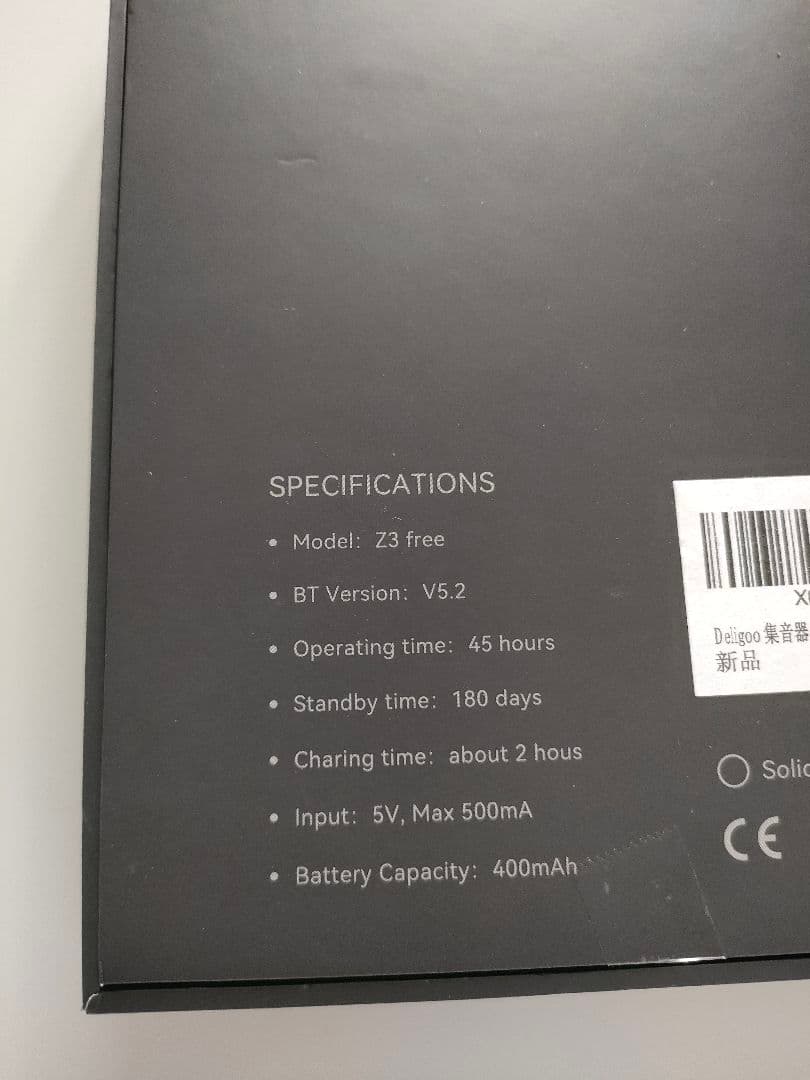 SPECIFICATIONS
• Model: Z3 free
• BT Version: V5.2
• Operating time: 45 hours
• Standby time: 180 days
• Charing time: about 2 hous
• Input: 5V, Max 500mA
• Battery Capacity: 400mAh
Deligoo 集音器
新品
CE